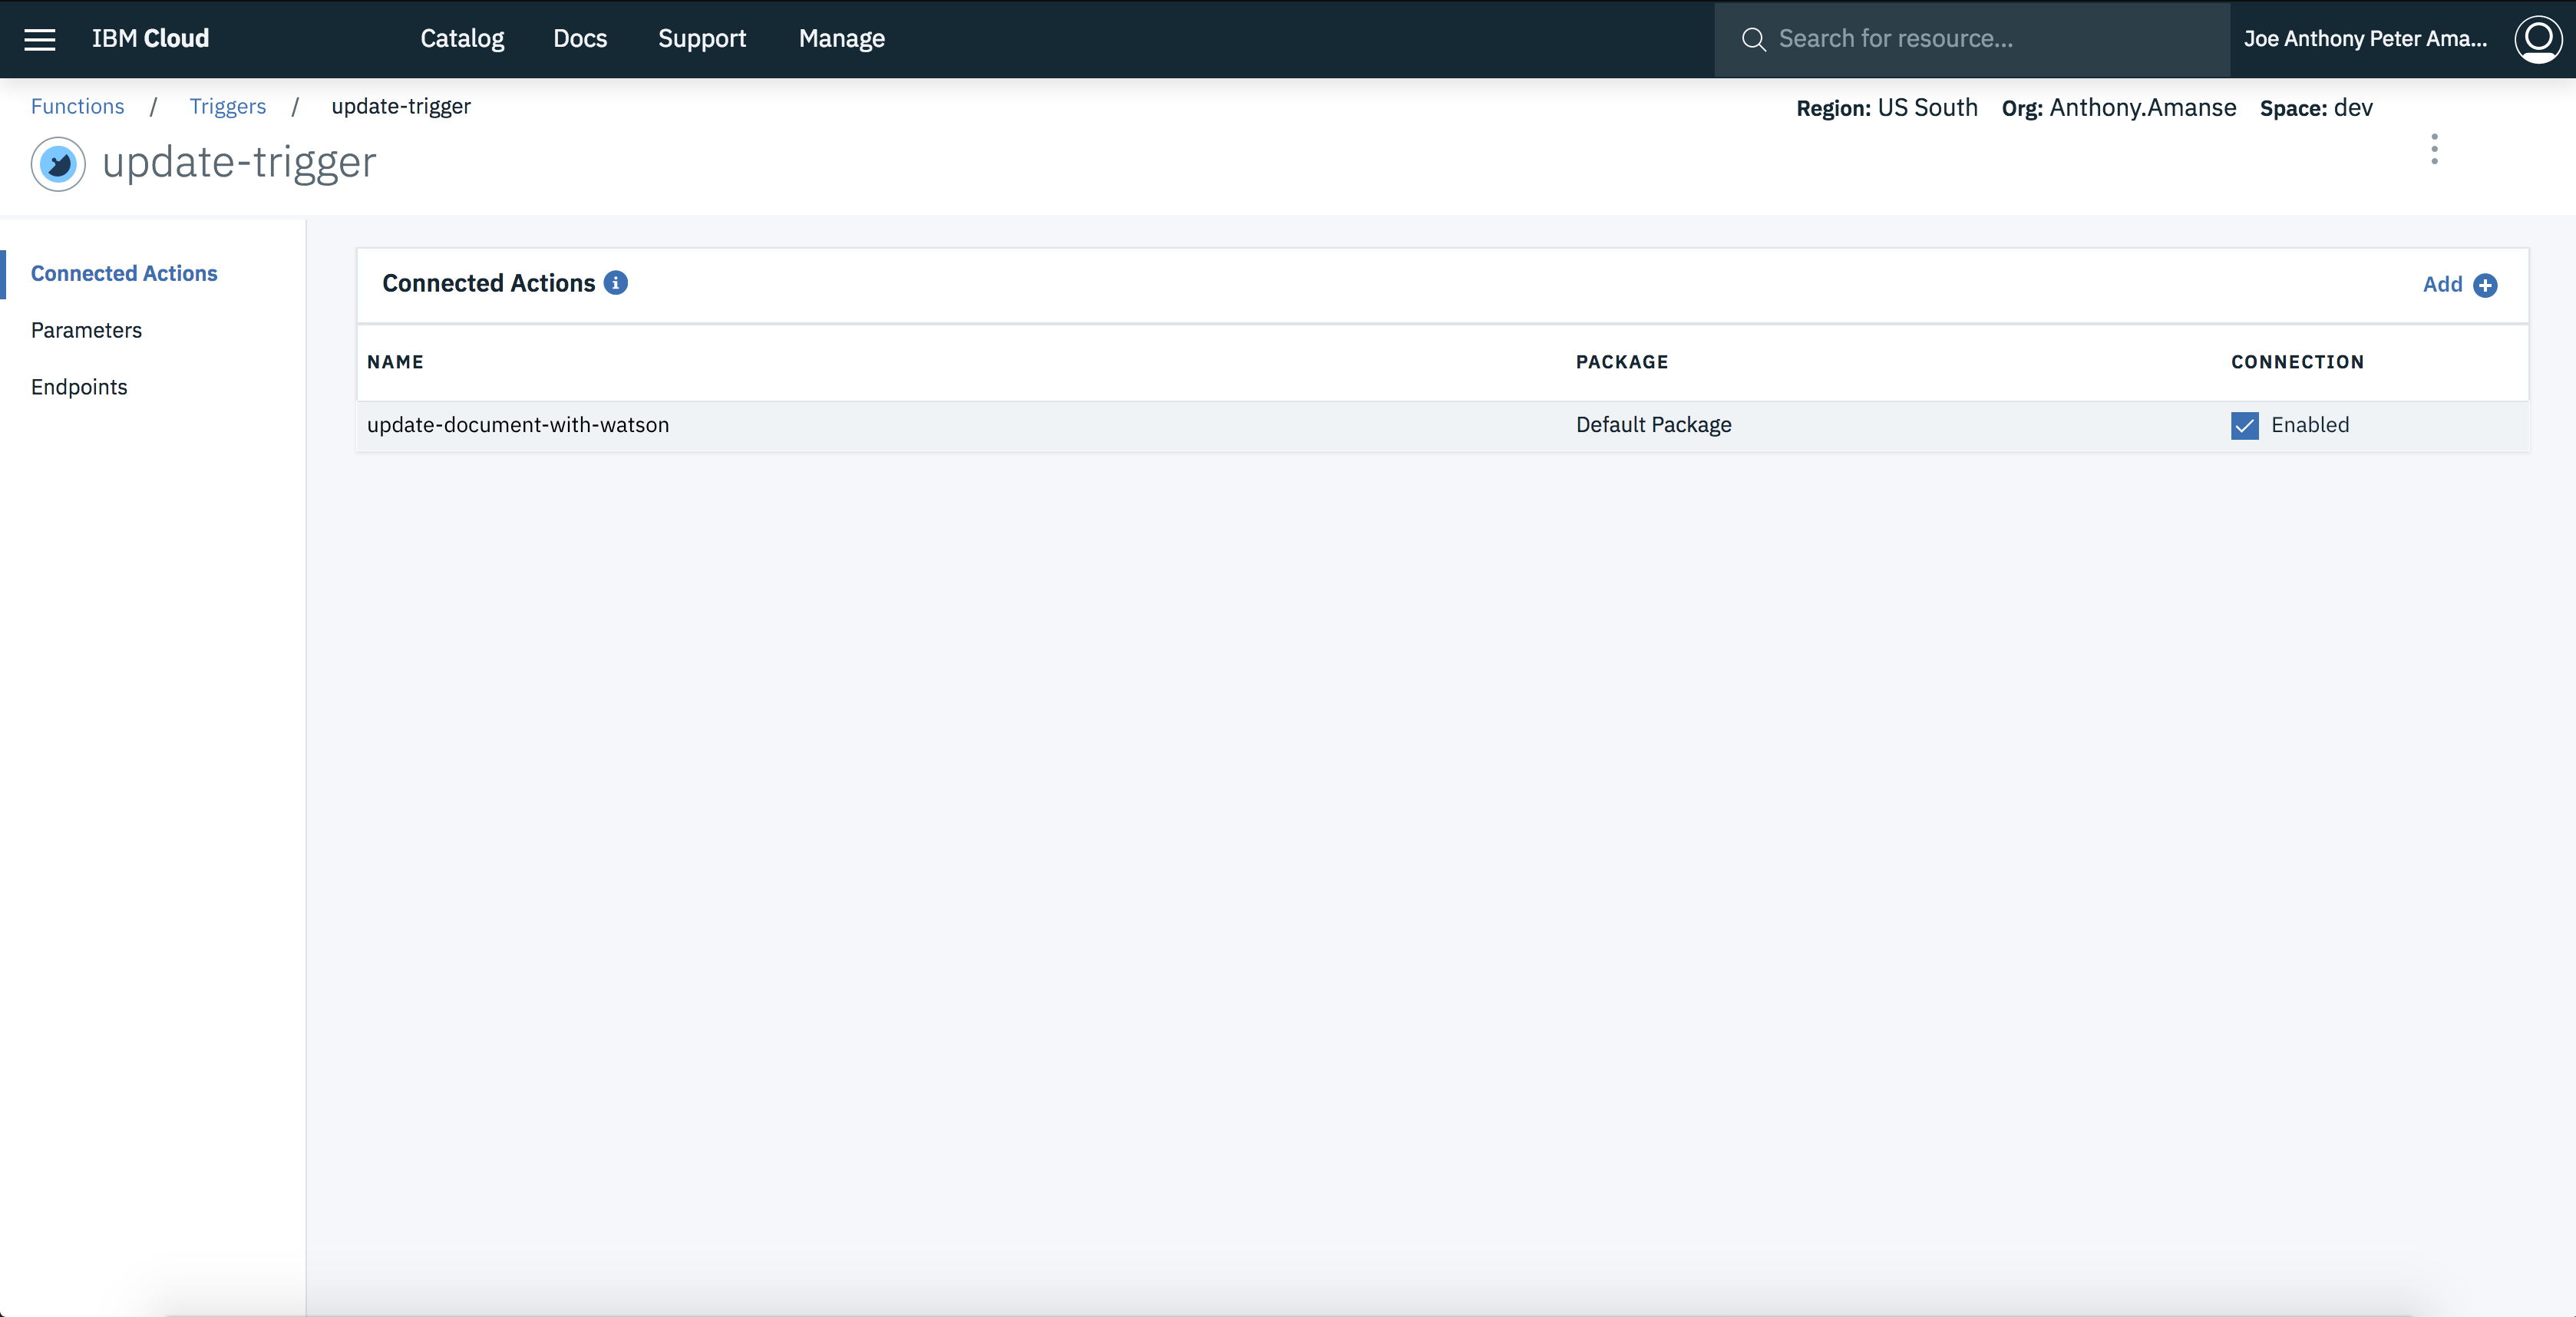 IBM Cloud Catalog Docs Support Manage Search for resource... Joe Anthony Peter Ama...
Functions / Triggers / update-trigger Region: US South Org: Anthony.Amanse Space: dev
update-trigger
Connected Actions
Parameters
Endpoints
Connected Actions Add
NAME PACKAGE CONNECTION
update-document-with-watson Default Package Enabled